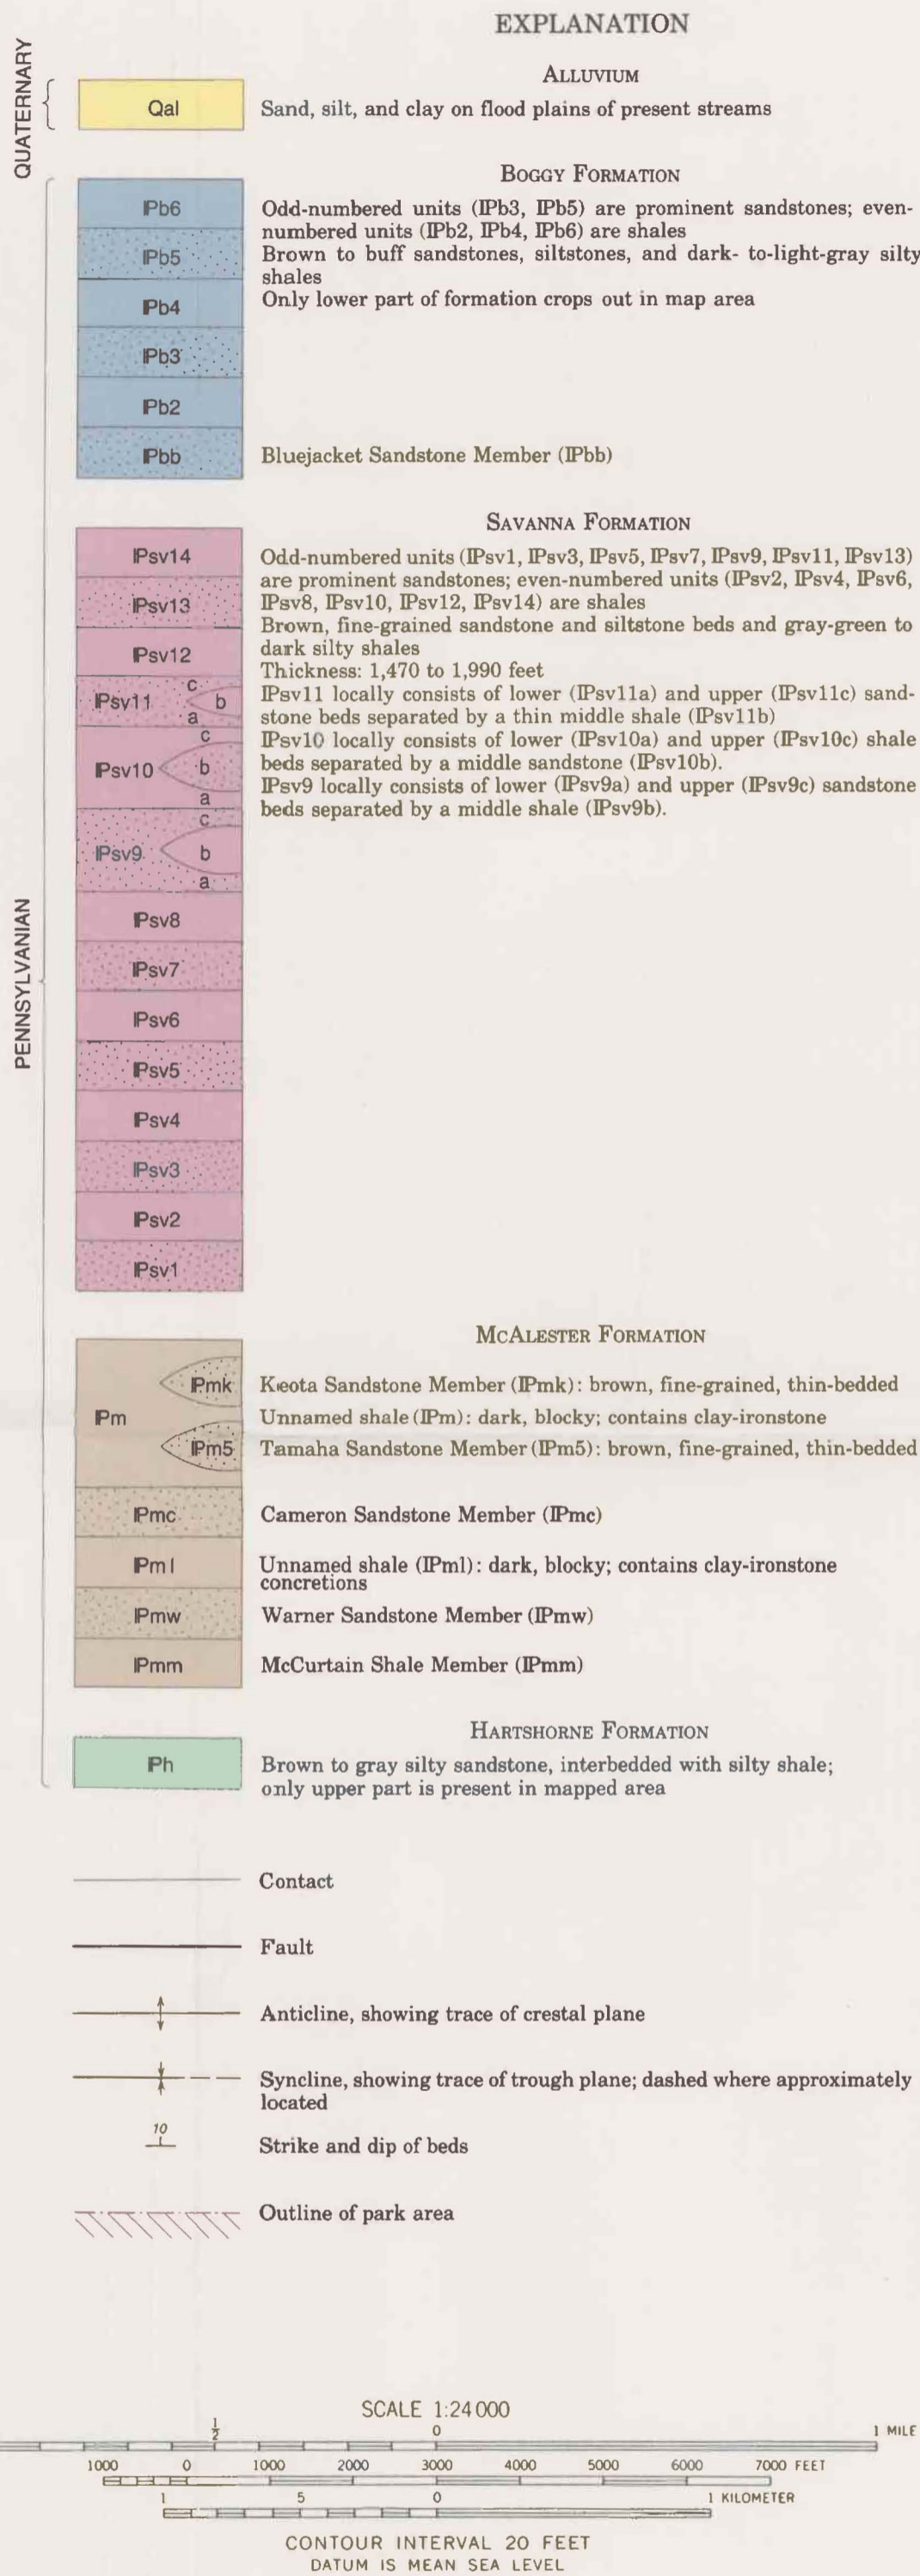 EXPLANATION
QUATERNARY
ALLUVIUM
Qal
Sand, silt, and clay on flood plains of present streams
PENNSYLVANIAN
BOGGY FORMATION
IPb6
Odd-numbered units (IPb3, IPb5) are prominent sandstones; even-
numbered units (IPb2, IPb4, IPb6) are shales
IPb5
Brown to buff sandstones, siltstones, and dark- to-light-gray silty
shales
IPb4
Only lower part of formation crops out in map area
IPb3
IPb2
IPbb
Bluejacket Sandstone Member (IPbb)
SAVANNA FORMATION
IPsv14
Odd-numbered units (IPsv1, IPsv3, IPsv5, IPsv7, IPsv9, IPsv11, IPsv13)
are prominent sandstones; even-numbered units (IPsv2, IPsv4, IPsv6,
IPsv8, IPsv10, IPsv12, IPsv14) are shales
IPsv13
Brown, fine-grained sandstone and siltstone beds and gray-green to
dark silty shales
IPsv12
Thickness: 1,470 to 1,990 feet
IPsv11 c b a
IPsv11 locally consists of lower (IPsv11a) and upper (IPsv11c) sand-
stone beds separated by a thin middle shale (IPsv11b)
IPsv10 c b a
IPsv10 locally consists of lower (IPsv10a) and upper (IPsv10c) shale
beds separated by a middle sandstone (IPsv10b).
IPsv9 locally consists of lower (IPsv9a) and upper (IPsv9c) sandstone
beds separated by a middle shale (IPsv9b).
IPsv9 c b a
IPsv8
IPsv7
IPsv6
IPsv5
IPsv4
IPsv3
IPsv2
IPsv1
MCALESTER FORMATION
IPmk
Keota Sandstone Member (IPmk): brown, fine-grained, thin-bedded
IPm
Unnamed shale (IPm): dark, blocky; contains clay-ironstone
IPm5
Tamaha Sandstone Member (IPm5): brown, fine-grained, thin-bedded
IPmc
Cameron Sandstone Member (IPmc)
IPm1
Unnamed shale (IPm1): dark, blocky; contains clay-ironstone
concretions
IPmw
Warner Sandstone Member (IPmw)
IPmm
McCurtain Shale Member (IPmm)
HARTSHORNE FORMATION
IPh
Brown to gray silty sandstone, interbedded with silty shale;
only upper part is present in mapped area
Contact
Fault
Anticline, showing trace of crestal plane
Syncline, showing trace of trough plane; dashed where approximately
located
10
Strike and dip of beds
Outline of park area
SCALE 1:24 000
1/2 0 1 MILE
1000 0 1000 2000 3000 4000 5000 6000 7000 FEET
1 5 0 1 KILOMETER
CONTOUR INTERVAL 20 FEET
DATUM IS MEAN SEA LEVEL